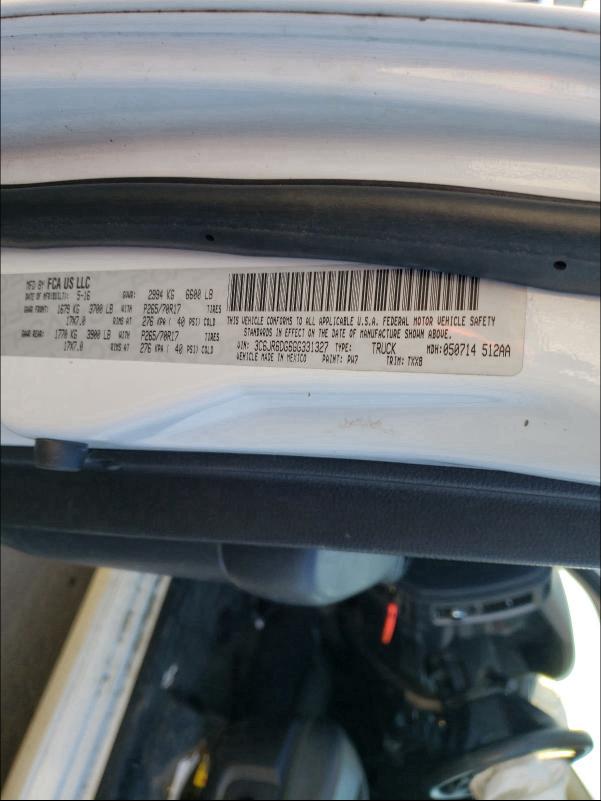 MFD BY FCA US LLC
DATE OF MFR/BUILT: 5-16 GVWR: 2994 KG 6600 LB
GAWR FRONT: 1679 KG 3700 LB P265/70R17 TIRES
17X7.0 RIMS AT 276 KPA ( 40 PSI) COLD
GAWR REAR: 1770 KG 3900 LB P265/70R17 TIRES
17X7.0 RIMS AT 276 KPA ( 40 PSI) COLD
THIS VEHICLE CONFORMS TO ALL APPLICABLE U.S.A. FEDERAL MOTOR VEHICLE SAFETY
STANDARDS IN EFFECT ON THE DATE OF MANUFACTURE SHOWN ABOVE.
VIN: 3C6JR6DG6GG331327 TYPE: TRUCK MDH: 050714 512AA
VEHICLE MADE IN MEXICO PAINT: PW7 TRIM: TXX8